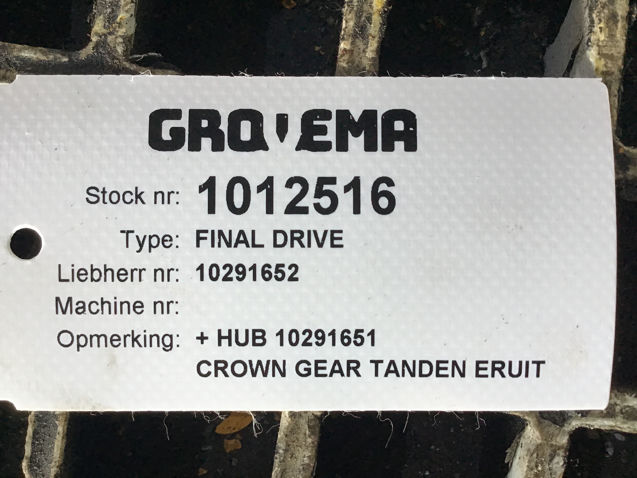 GROVEMA
Stock nr: 1012516
Type: FINAL DRIVE
Liebherr nr: 10291652
Machine nr:
Opmerking: + HUB 10291651
CROWN GEAR TANDEN ERUIT